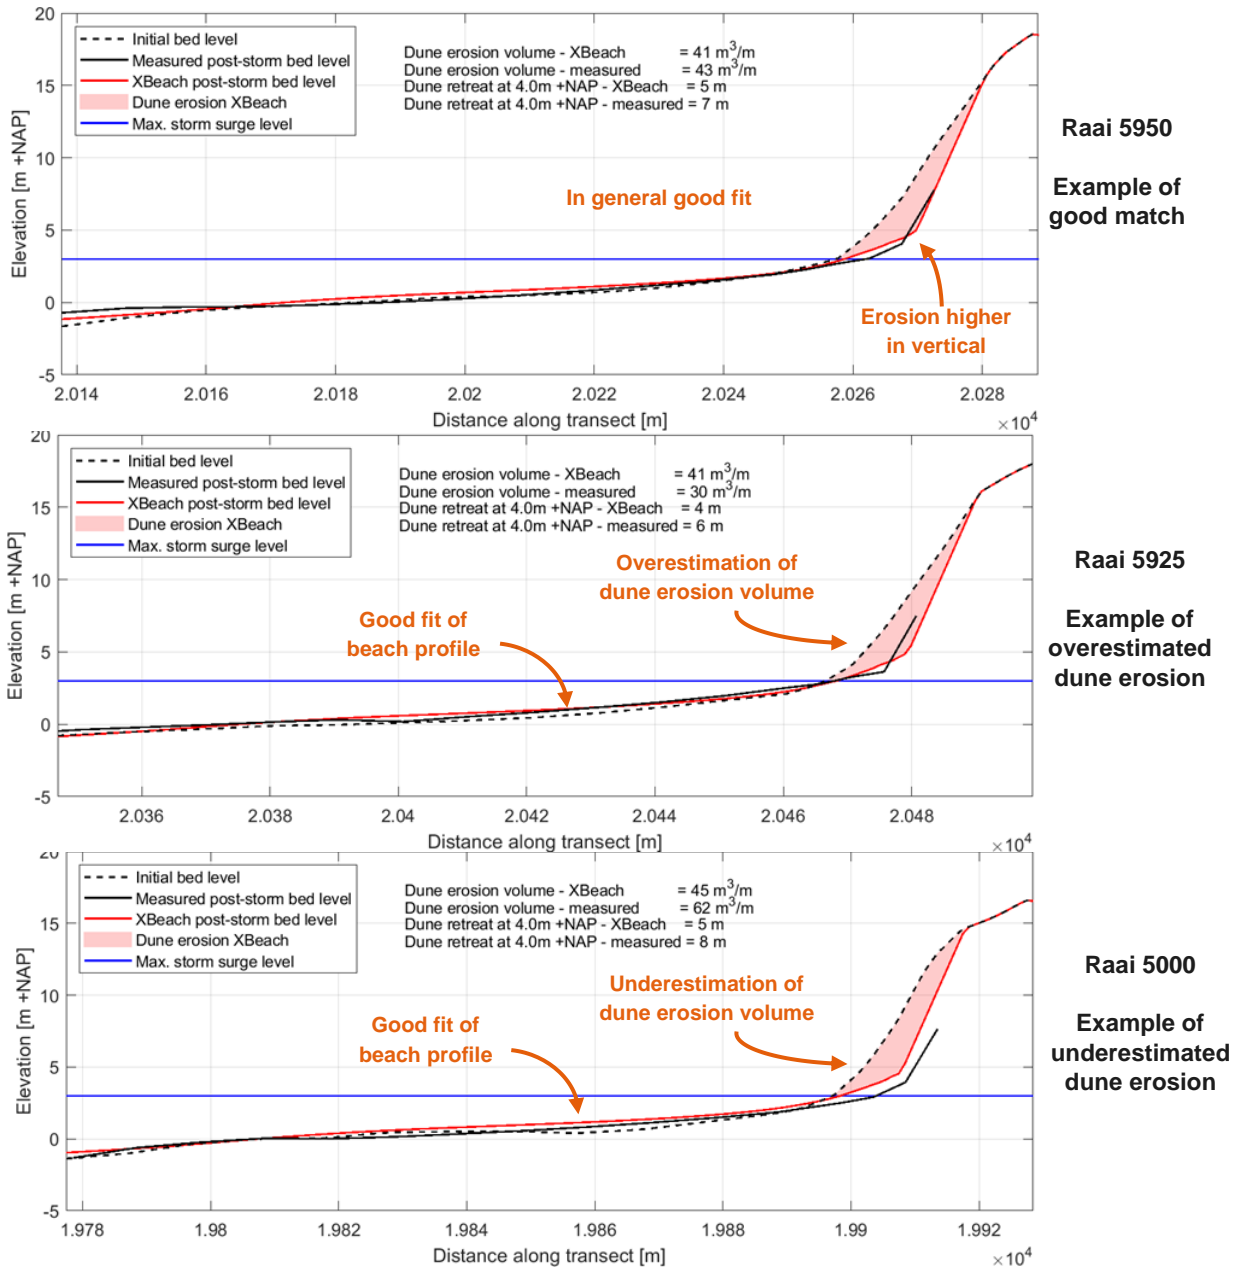 20
15
10
5
0
-5
Elevation [m +NAP]
Initial bed level
Measured post-storm bed level
XBeach post-storm bed level
Dune erosion XBeach
Max. storm surge level
Dune erosion volume - XBeach = 41 m³/m
Dune erosion volume - measured = 43 m³/m
Dune retreat at 4.0m +NAP - XBeach = 5 m
Dune retreat at 4.0m +NAP - measured = 7 m
In general good fit
Erosion higher
in vertical
2.014 2.016 2.018 2.02 2.022 2.024 2.026 2.028
Distance along transect [m]
×10⁴
Raai 5950
Example of
good match
20
15
10
5
0
-5
Elevation [m +NAP]
Initial bed level
Measured post-storm bed level
XBeach post-storm bed level
Dune erosion XBeach
Max. storm surge level
Dune erosion volume - XBeach = 41 m³/m
Dune erosion volume - measured = 30 m³/m
Dune retreat at 4.0m +NAP - XBeach = 4 m
Dune retreat at 4.0m +NAP - measured = 6 m
Overestimation of
dune erosion volume
Good fit of
beach profile
2.036 2.038 2.04 2.042 2.044 2.046 2.048
Distance along transect [m]
×10⁴
Raai 5925
Example of
overestimated
dune erosion
20
15
10
5
0
-5
Elevation [m +NAP]
Initial bed level
Measured post-storm bed level
XBeach post-storm bed level
Dune erosion XBeach
Max. storm surge level
Dune erosion volume - XBeach = 45 m³/m
Dune erosion volume - measured = 62 m³/m
Dune retreat at 4.0m +NAP - XBeach = 5 m
Dune retreat at 4.0m +NAP - measured = 8 m
Underestimation of
dune erosion volume
Good fit of
beach profile
1.978 1.98 1.982 1.984 1.986 1.988 1.99 1.992
Distance along transect [m]
×10⁴
Raai 5000
Example of
underestimated
dune erosion